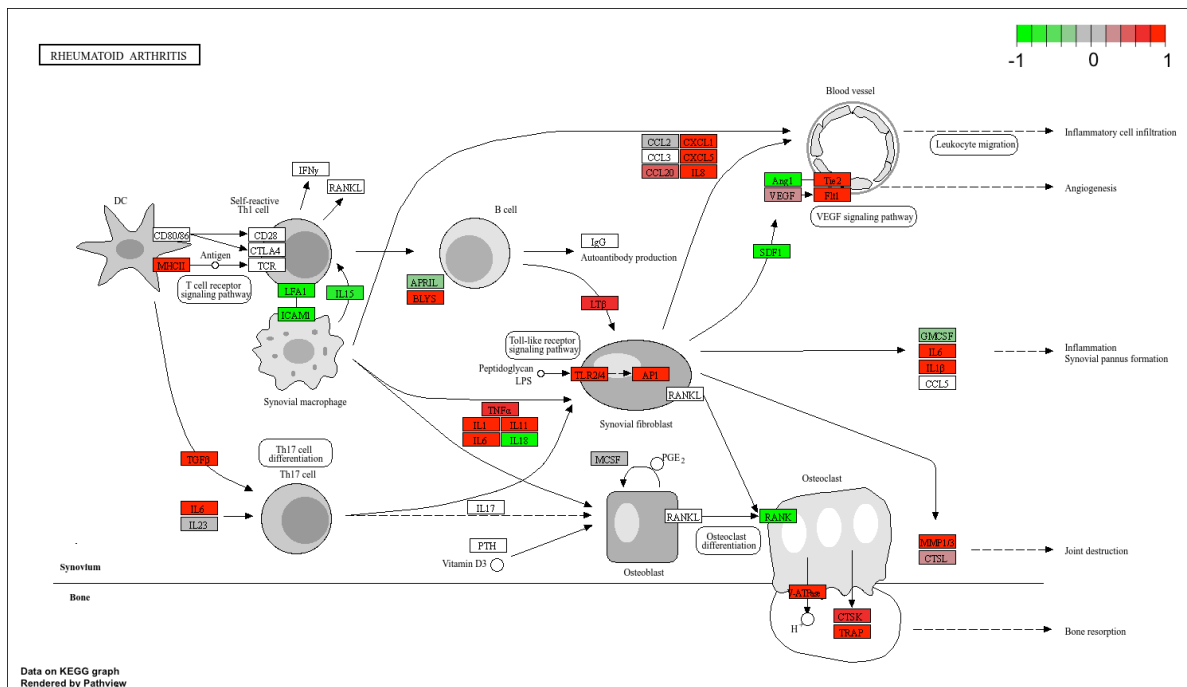 RHEUMATOID ARTHRITIS
-1 0 1
Blood vessel
CCL2 CXCL1
CCL3 CXCL5
CCL20 IL8
Inflammatory cell infiltration
Leukocyte migration
IFNγ
RANKL
Ang1 Tie2
VEGF Flt1
Angiogenesis
VEGF signaling pathway
DC
Self-reactive
Th1 cell
B cell
CD80/86 CD28
CTLA4
Antigen
MHCII TCR
T cell receptor
signaling pathway
IgG
Autoantibody production
SDF1
LFA1
IL15
ICAM1
APRIL
BLYS
LTβ
Toll-like receptor
signaling pathway
Peptidoglycan
LPS
TLR2/4 AP1
RANKL
Synovial fibroblast
GMCSF
IL6
IL1β
CCL5
Inflammation
Synovial pannus formation
Synovial macrophage
TNFα
IL1 IL11
IL6 IL18
Th17 cell
differentiation
Th17 cell
TGFβ
IL6
IL23
MCSF
PGE2
Osteoclast
IL17
RANKL
RANK
Osteoclast
differentiation
PTH
Vitamin D3
Osteoblast
MMP1/3
CTSL
Joint destruction
Synovium
Bone
V-ATPase
H+
CTSK
TRAP
Bone resorption
Data on KEGG graph
Rendered by Pathview